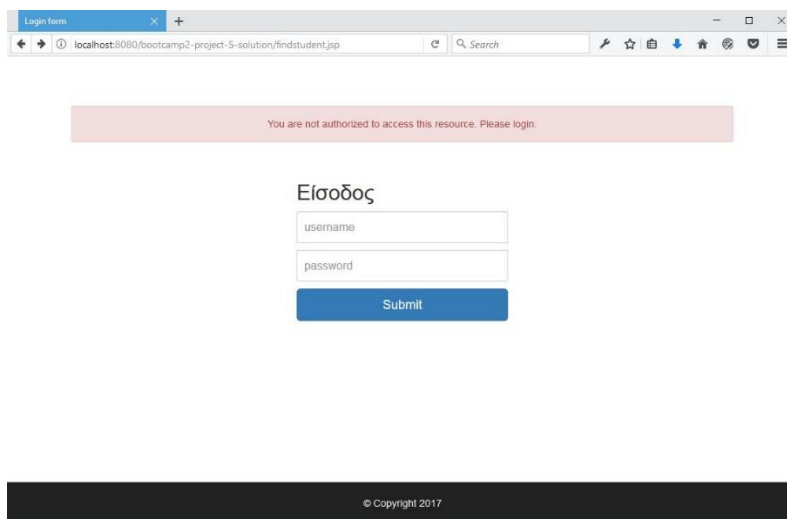 Login form
localhost:8080/bootcamp2-project-5-solution/findstudent.jsp
Search
You are not authorized to access this resource. Please login.
Είσοδος
username
password
Submit
© Copyright 2017